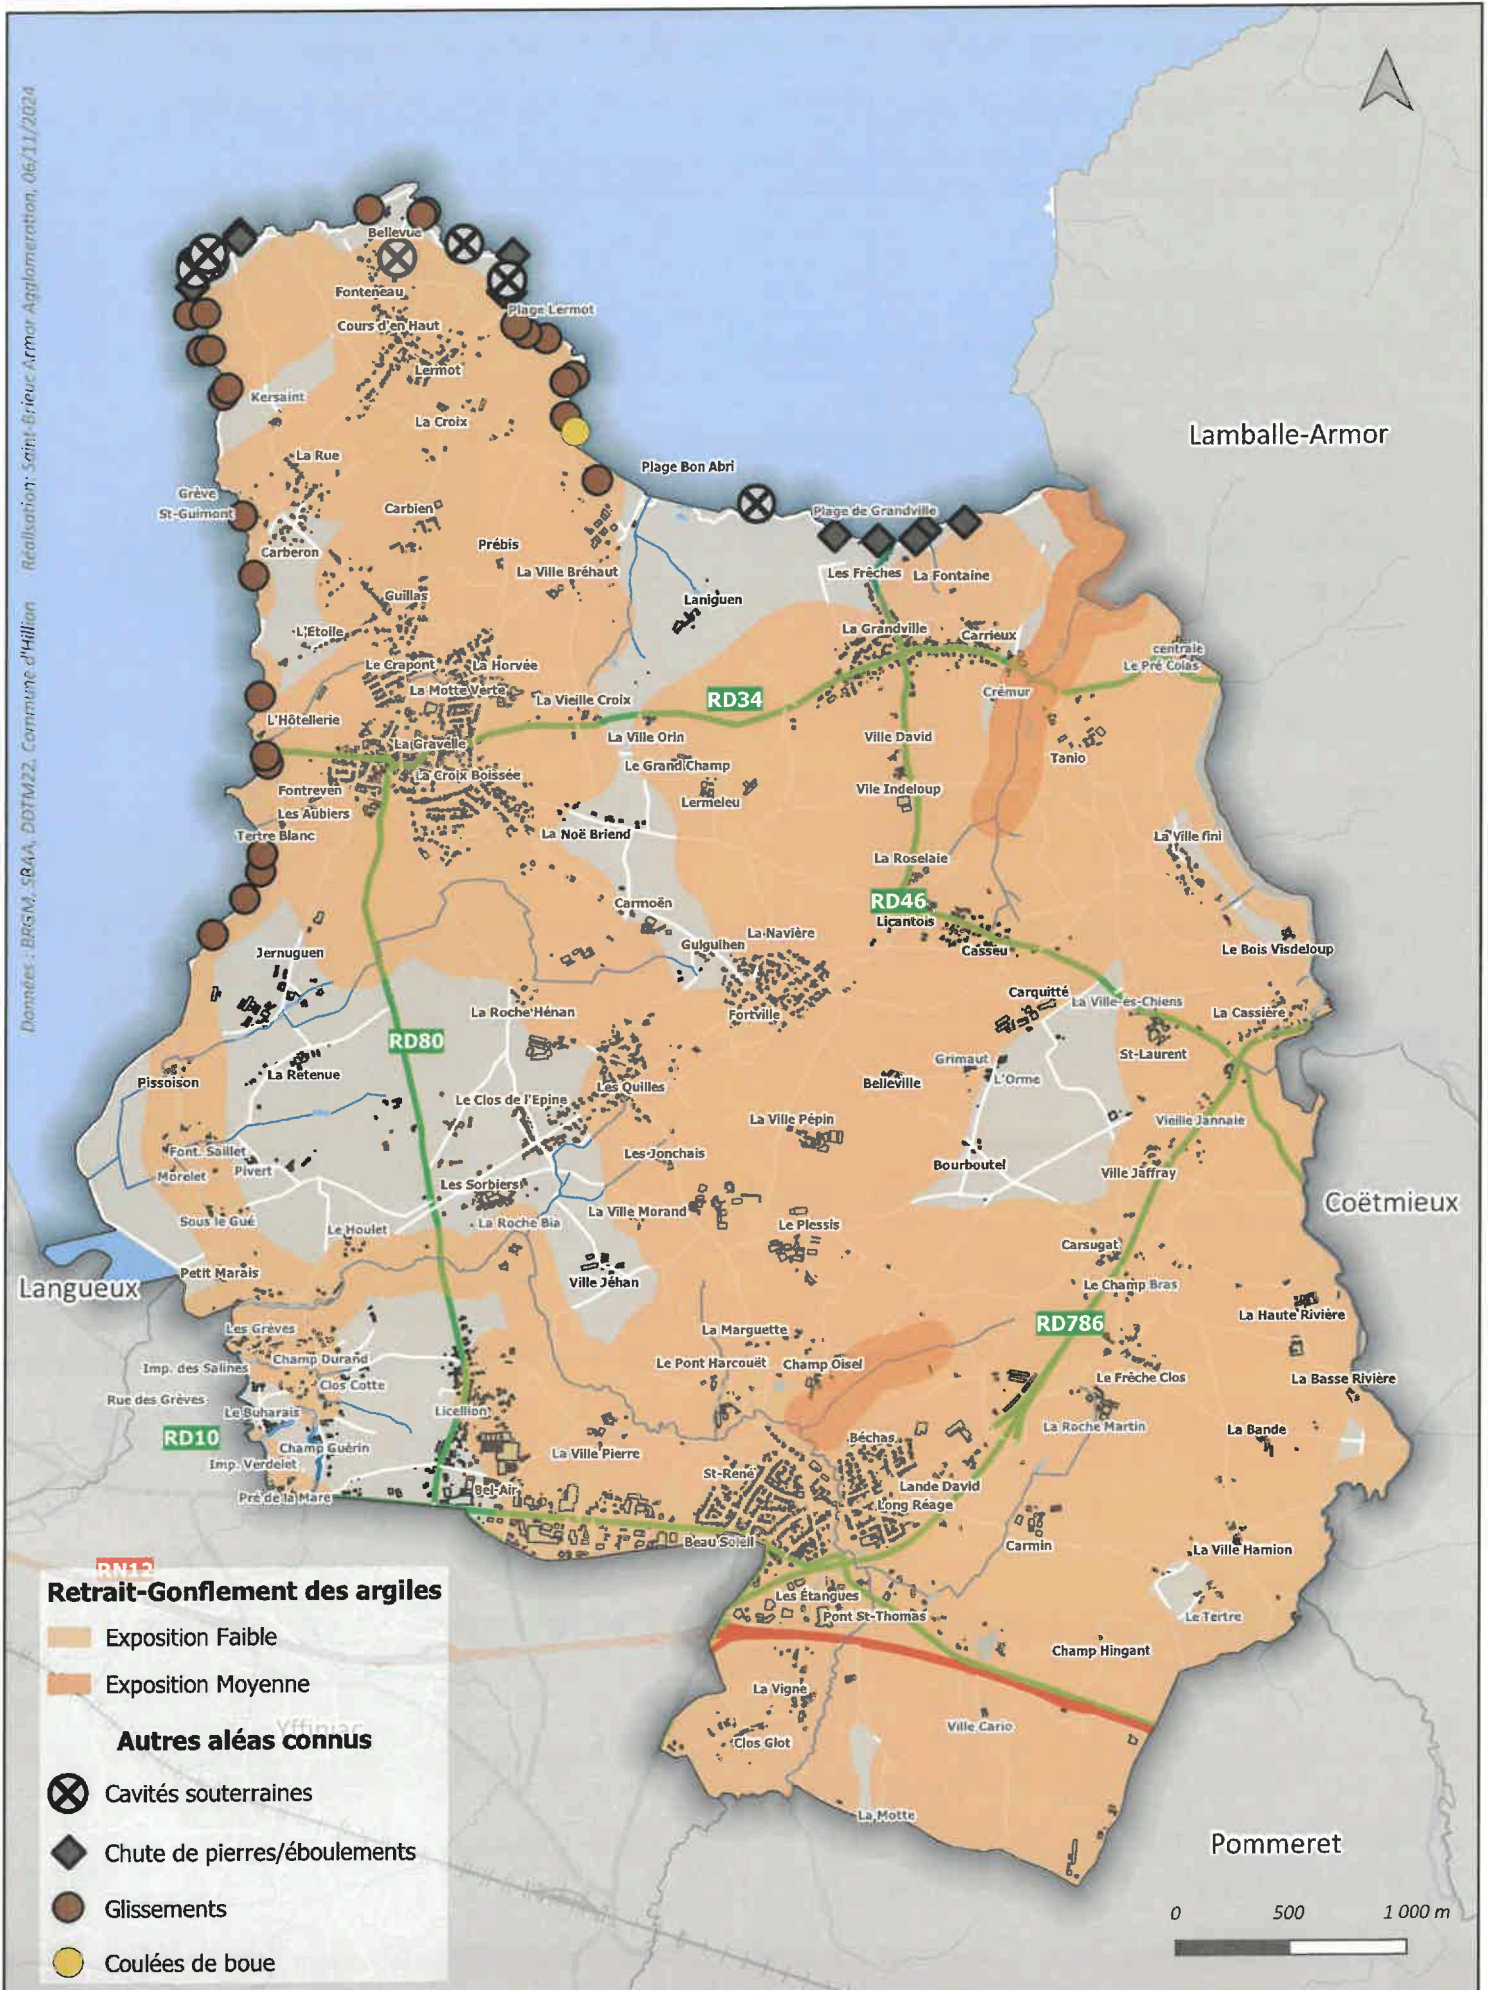 Données : BRGM, SBAA, DDTM22, Commune d'Hillion    Réalisation: Saint-Brieuc Armor Agglomeration, 06/11/2024
Bellevue
Fonteneau
Plage Lermot
Cours d'en Haut
Lermot
Kersaint
La Croix
Lamballe-Armor
La Rue
Plage Bon Abri
Grève
St-Guimont
Carbien
Plage de Grandville
Carberon
Prébis
La Ville Bréhaut
Les Frêches
La Fontaine
Guillas
Laniguen
L'Etoile
La Grandville
Carrieux
Le Crapont
La Horvée
centrale
Le Pré Colas
La Motte Verte
La Vieille Croix
RD34
Crémur
L'Hôtellerie
La Gravelle
La Ville Orin
Ville David
Le Grand Champ
Tanio
La Croix Boissée
Fontreven
Lermeleu
Vile Indeloup
Les Aubiers
Tertre Blanc
La Noë Briend
La Ville fini
La Roselaie
RD46
Carmoën
Licantois
Jernuguen
Guiguihen
La Navière
Casseu
Le Bois Visdeloup
La Roche Hénan
Fortville
Carquitté
La Ville-ès-Chiens
La Cassière
RD80
St-Laurent
Grimaut
L'Orme
Pissoison
La Retenue
Belleville
Les Quilles
Le Clos de l'Epine
La Ville Pépin
Vieille Jannaie
Font. Saillet
Pivert
Morelet
Les Jonchais
Bourboutel
Ville Jaffray
Les Sorbiers
Coëtmieux
Sous le Gué
Le Houlet
La Roche Bia
La Ville Morand
Le Plessis
Petit Marais
Ville Jéhan
Carsugat
Le Champ Bras
Langueux
La Haute Rivière
RD786
Les Grèves
La Marguette
Imp. des Salines
Champ Durand
Le Pont Harcouët
Champ Oisel
Clos Cotte
Le Frêche Clos
La Basse Rivière
Rue des Grèves
Le Buharais
Licellion
La Roche Martin
La Bande
RD10
Champ Guérin
Béchas
Imp. Verdelet
La Ville Pierre
St-René
Lande David
Pré de la Mare
Bel-Air
Long Réage
Beau Soleil
Carmin
La Ville Hamion
RN12
Les Étangues
Pont St-Thomas
Le Tertre
Champ Hingant
La Vigne
Ville Cario
Clos Glot
La Motte
Pommeret
Yffiniac
Retrait-Gonflement des argiles
Exposition Faible
Exposition Moyenne
Autres aléas connus
Cavités souterraines
Chute de pierres/éboulements
Glissements
Coulées de boue
0    500    1 000 m